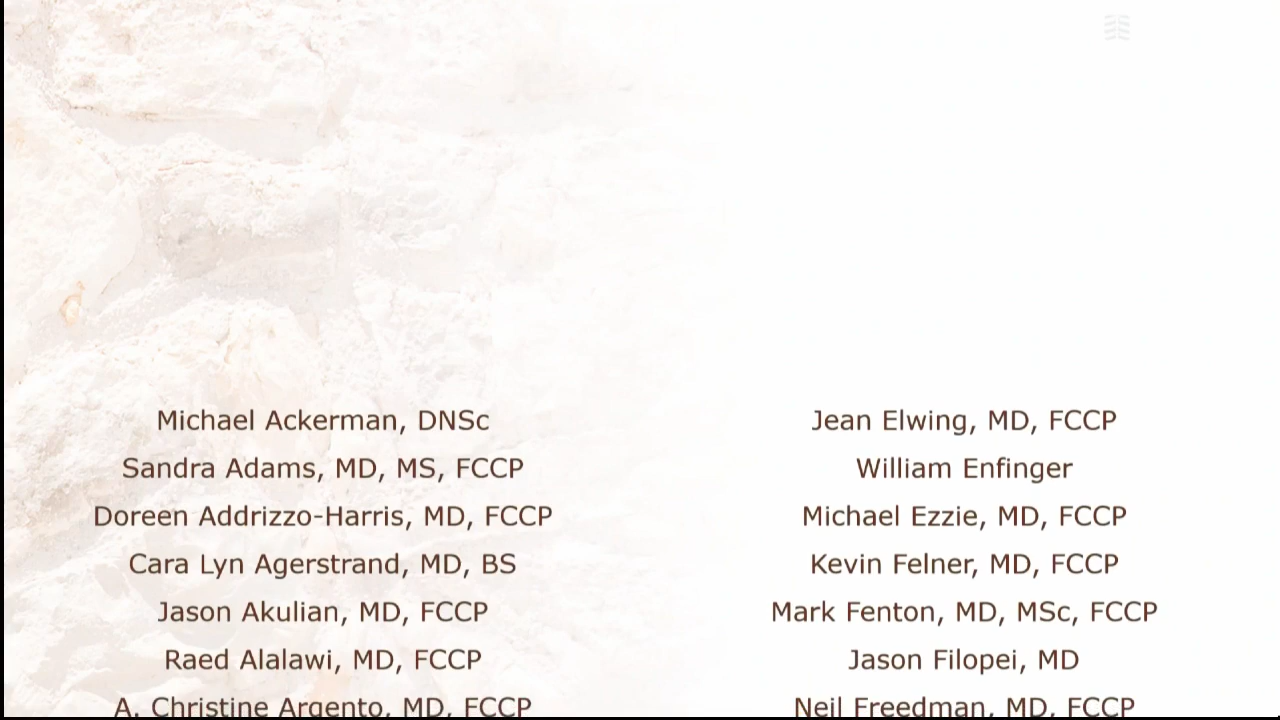 Michael Ackerman, DNSc
Sandra Adams, MD, MS, FCCP
Doreen Addrizzo-Harris, MD, FCCP
Cara Lyn Agerstrand, MD, BS
Jason Akulian, MD, FCCP
Raed Alalawi, MD, FCCP
A. Christine Argento, MD, FCCP
Jean Elwing, MD, FCCP
William Enfinger
Michael Ezzie, MD, FCCP
Kevin Felner, MD, FCCP
Mark Fenton, MD, MSc, FCCP
Jason Filopei, MD
Neil Freedman, MD, FCCP